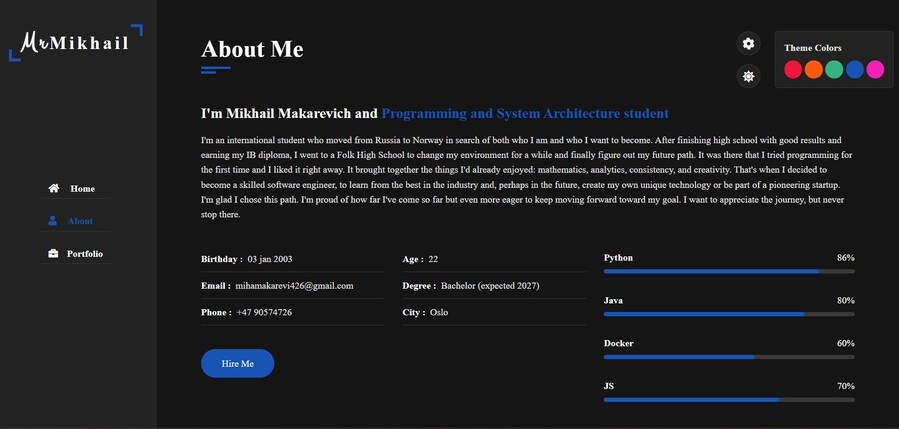 MrMikhail
Home
About
Portfolio
About Me
Theme Colors
I'm Mikhail Makarevich and Programming and System Architecture student
I'm an international student who moved from Russia to Norway in search of both who I am and who I want to become. After finishing high school with good results and
earning my IB diploma, I went to a Folk High School to change my environment for a while and finally figure out my future path. It was there that I tried programming for
the first time and I liked it right away. It brought together the things I'd already enjoyed: mathematics, analytics, consistency, and creativity. That's when I decided to
become a skilled software engineer, to learn from the best in the industry and, perhaps in the future, create my own unique technology or be part of a pioneering startup.
I'm glad I chose this path. I'm proud of how far I've come so far but even more eager to keep moving forward toward my goal. I want to appreciate the journey, but never
stop there.
Birthday : 03 jan 2003
Age : 22
Email : mihamakarevi426@gmail.com
Degree : Bachelor (expected 2027)
Phone : +47 90574726
City : Oslo
Hire Me
Python 86%
Java 80%
Docker 60%
JS 70%